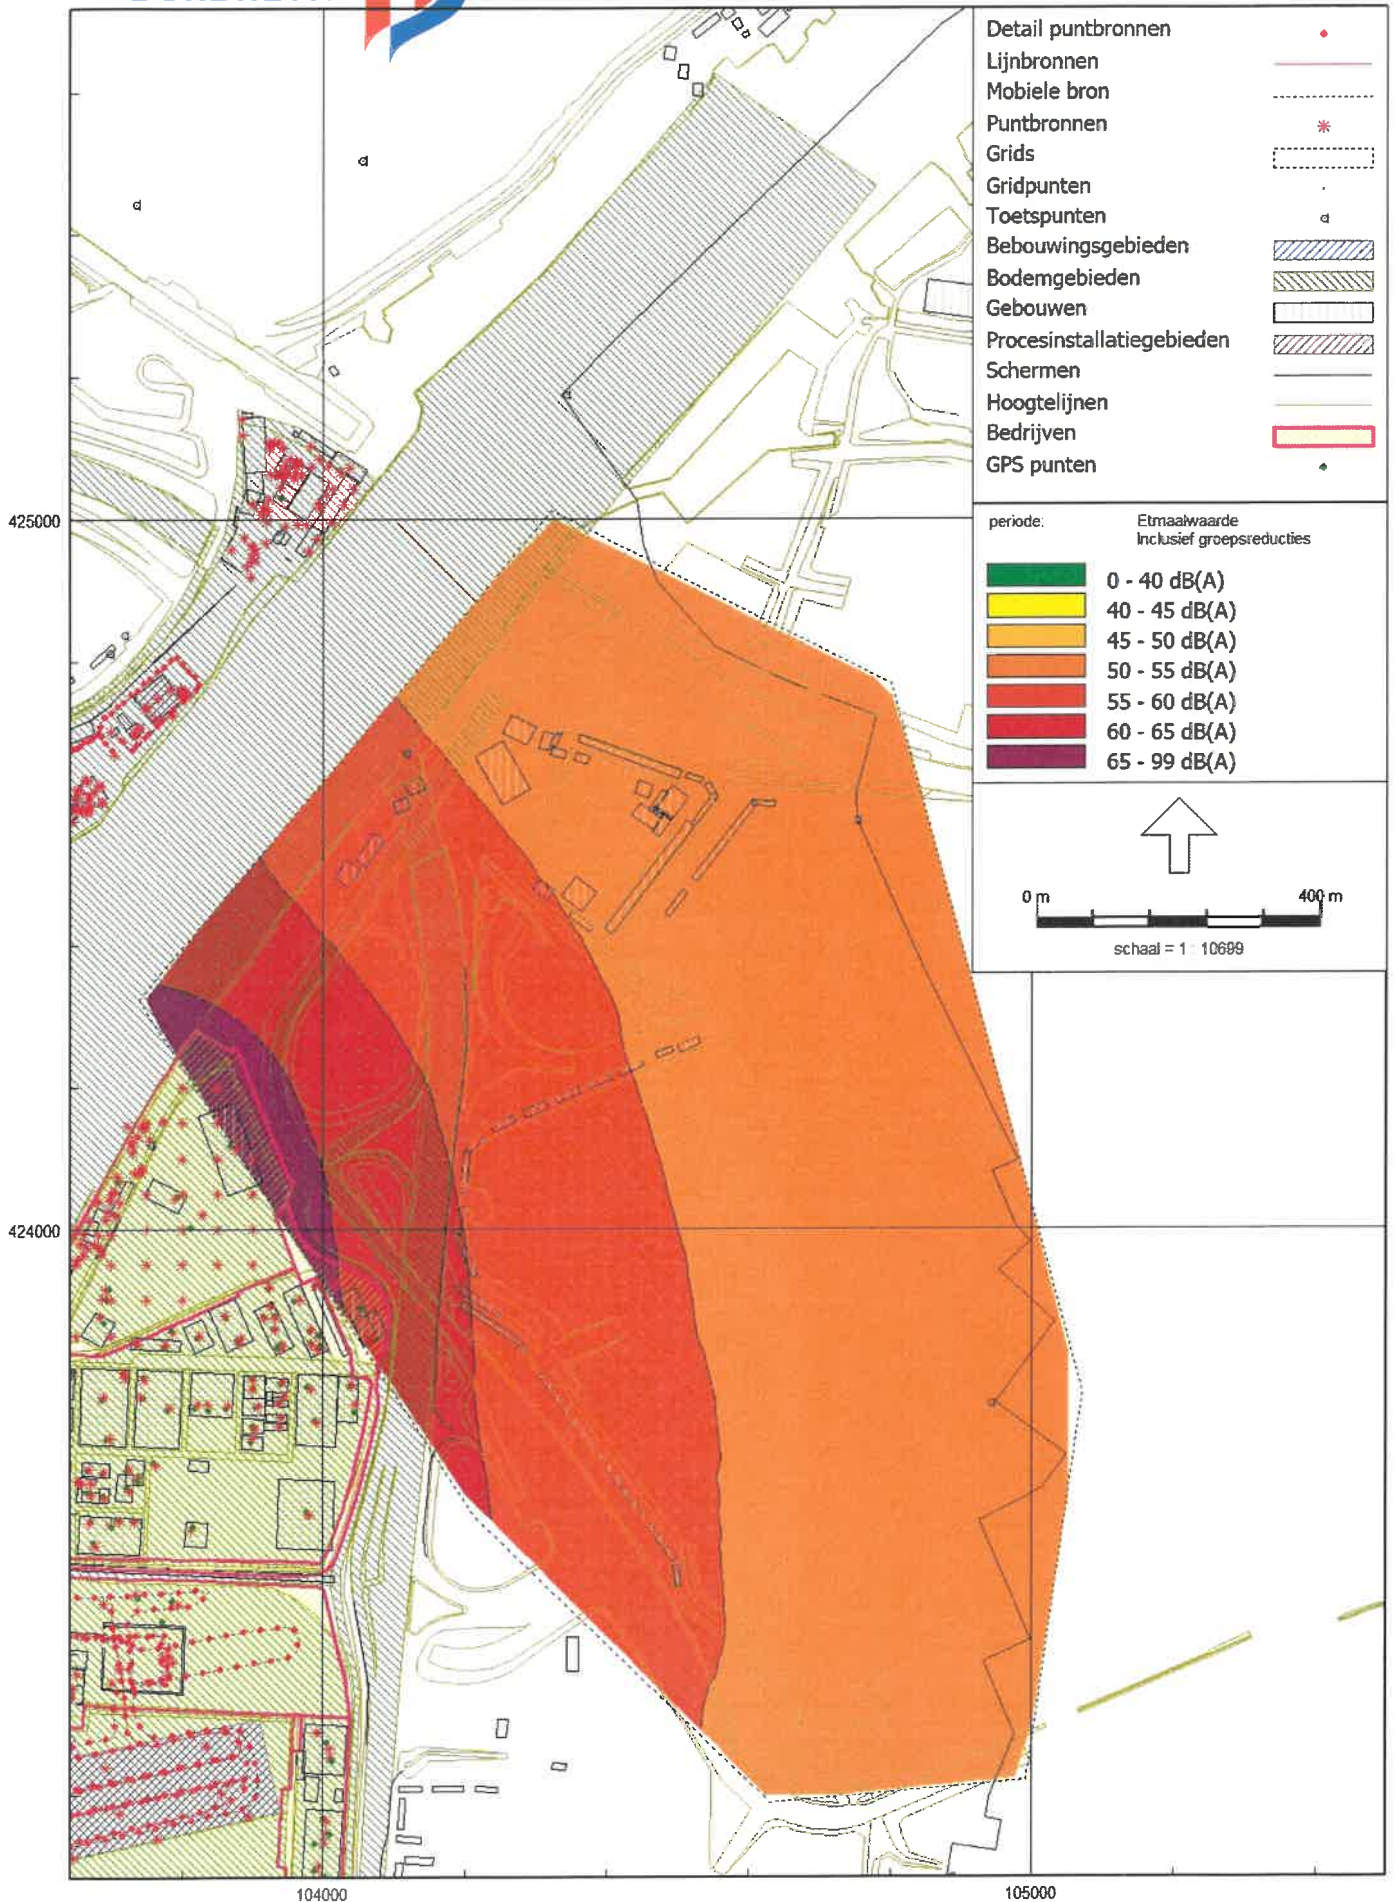 Detail puntbronnen
Lijnbronnen
Mobiele bron
Puntbronnen
Grids
Gridpunten
Toetspunten
Bebouwingsgebieden
Bodemgebieden
Gebouwen
Procesinstallatiegebieden
Schermen
Hoogtelijnen
Bedrijven
GPS punten
periode: Etmaalwaarde
Inclusief groepsreducties
0 - 40 dB(A)
40 - 45 dB(A)
45 - 50 dB(A)
50 - 55 dB(A)
55 - 60 dB(A)
60 - 65 dB(A)
65 - 99 dB(A)
0 m 400 m
schaal = 1 : 10699
425000
424000
104000 105000